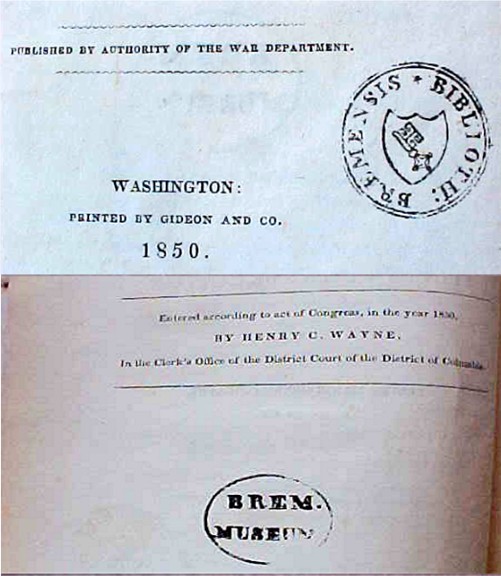 PUBLISHED BY AUTHORITY OF THE WAR DEPARTMENT.
BREMENSIS * BIBLIOTH:
WASHINGTON:
PRINTED BY GIDEON AND CO.
1850.
Entered according to act of Congress, in the year 1850,
BY HENRY C. WAYNE,
In the Clerk's Office of the District Court of the District of Columbia.
BREM.
MUSEUM